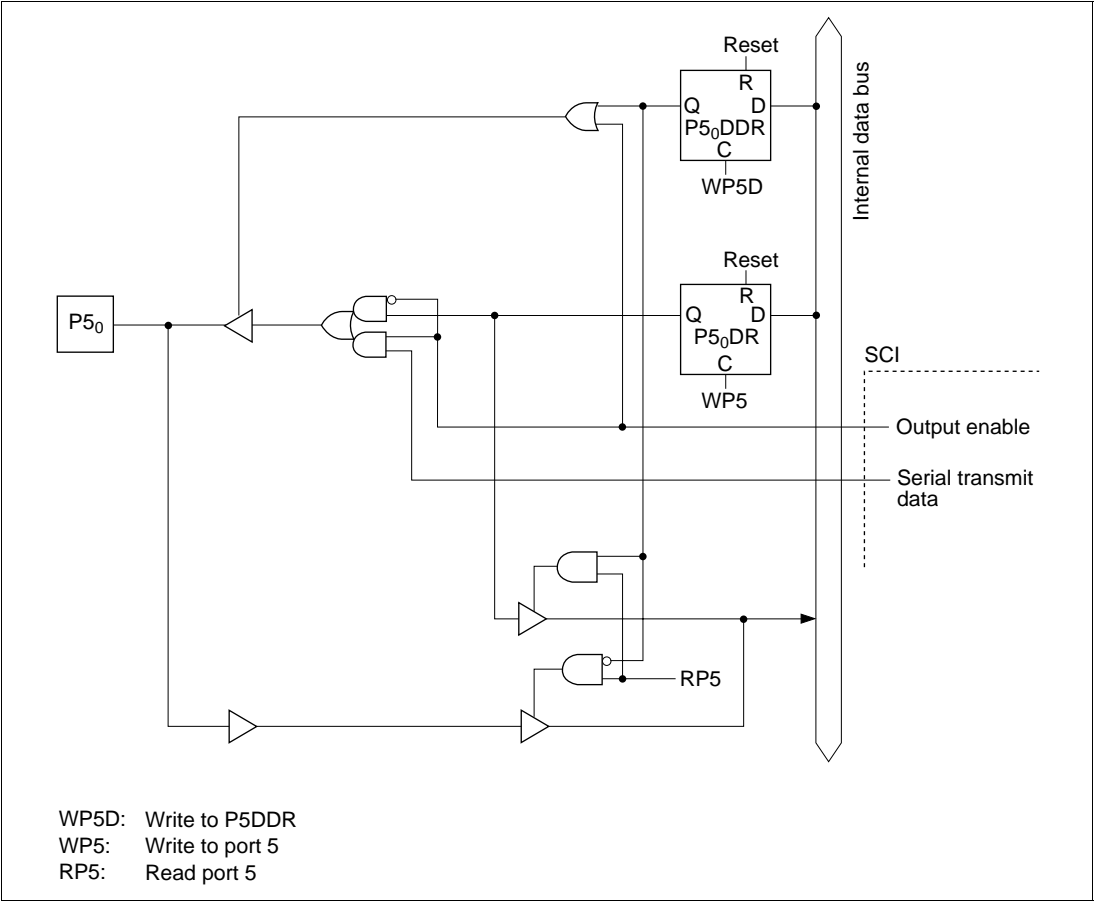 Reset
R
Q D
P5₀DDR
C
WP5D
Internal data bus
Reset
R
P5₀
Q D
P5₀DR
C
WP5
SCI
Output enable
Serial transmit
data
RP5
WP5D: Write to P5DDR
WP5: Write to port 5
RP5: Read port 5